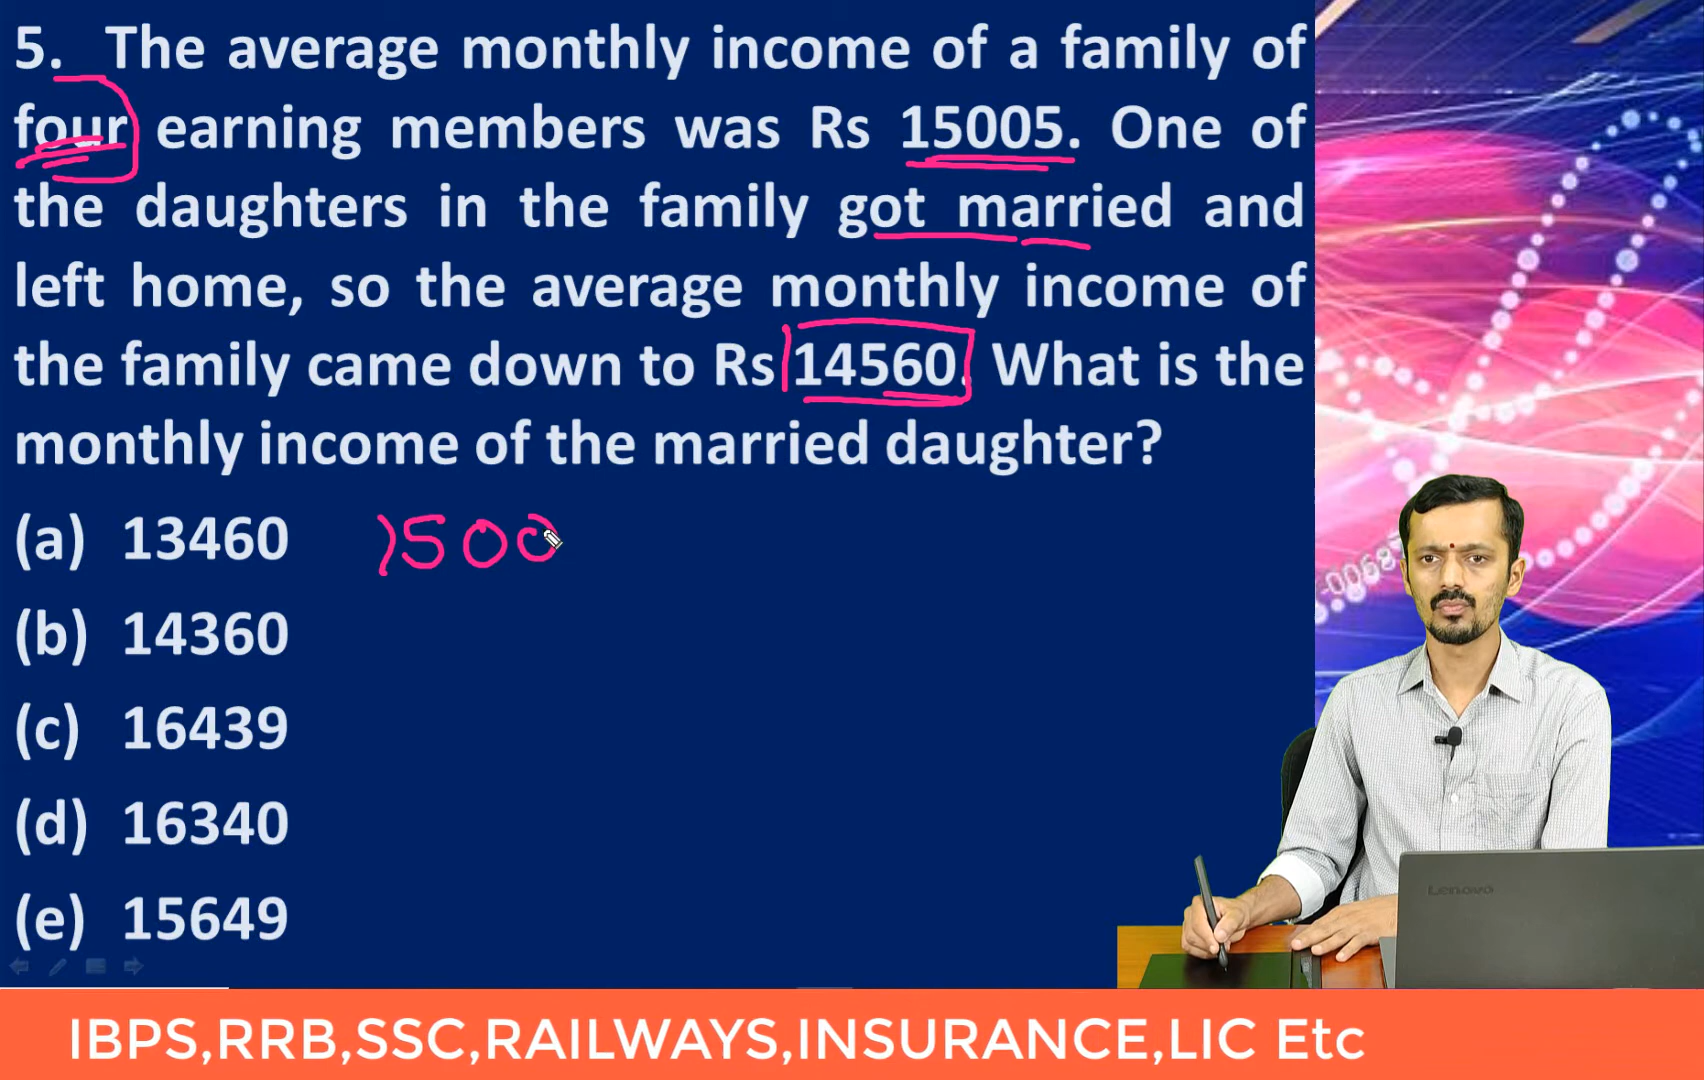 5. The average monthly income of a family of
four earning members was Rs 15005. One of
the daughters in the family got married and
left home, so the average monthly income of
the family came down to Rs 14560. What is the
monthly income of the married daughter?
(a) 13460
1500
(b) 14360
(c) 16439
(d) 16340
(e) 15649
Lenovo
IBPS,RRB,SSC,RAILWAYS,INSURANCE,LIC Etc